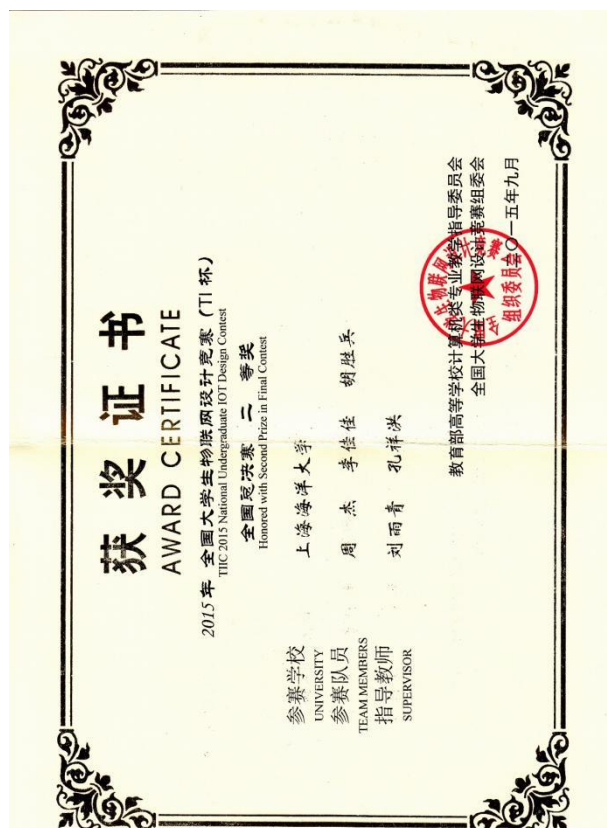 获奖证书
AWARD CERTIFICATE
2015年 全国大学生物联网设计竞赛（TI杯）
TIIC 2015 National Undergraduate IOT Design Contest
全国总决赛 二 等奖
Honored with Second Prize in Final Contest
参赛学校 上海海洋大学
UNIVERSITY
参赛队员 周 杰 李佳佳 胡胜兵
TEAM MEMBERS
指导教师 刘雨青 孔祥洪
SUPERVISOR
教育部高等学校计算机类专业教学指导委员会
全国大学生物联网设计竞赛组委会
二〇一五年九月
组织委员会